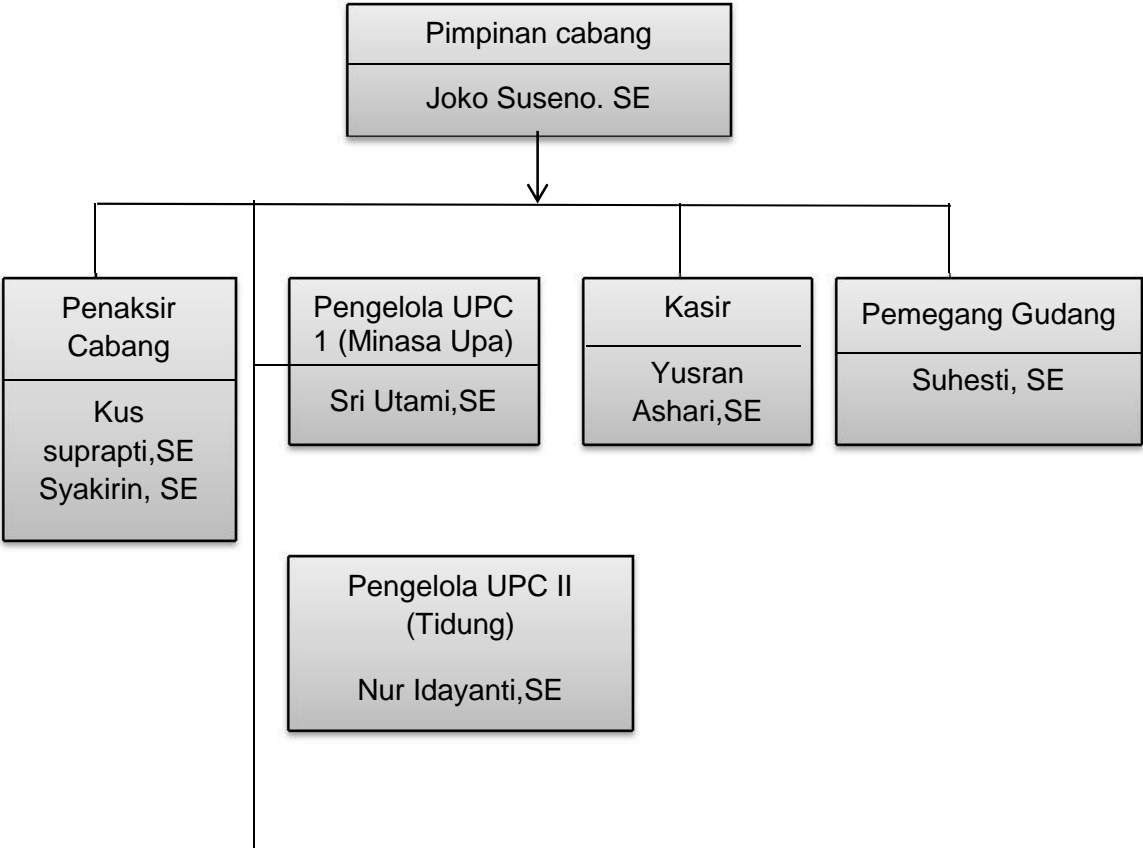 Pimpinan cabang
Joko Suseno. SE
Penaksir
Cabang
Kus
suprapti,SE
Syakirin, SE
Pengelola UPC
1 (Minasa Upa)
Sri Utami,SE
Kasir
Yusran
Ashari,SE
Pemegang Gudang
Suhesti, SE
Pengelola UPC II
(Tidung)
Nur Idayanti,SE